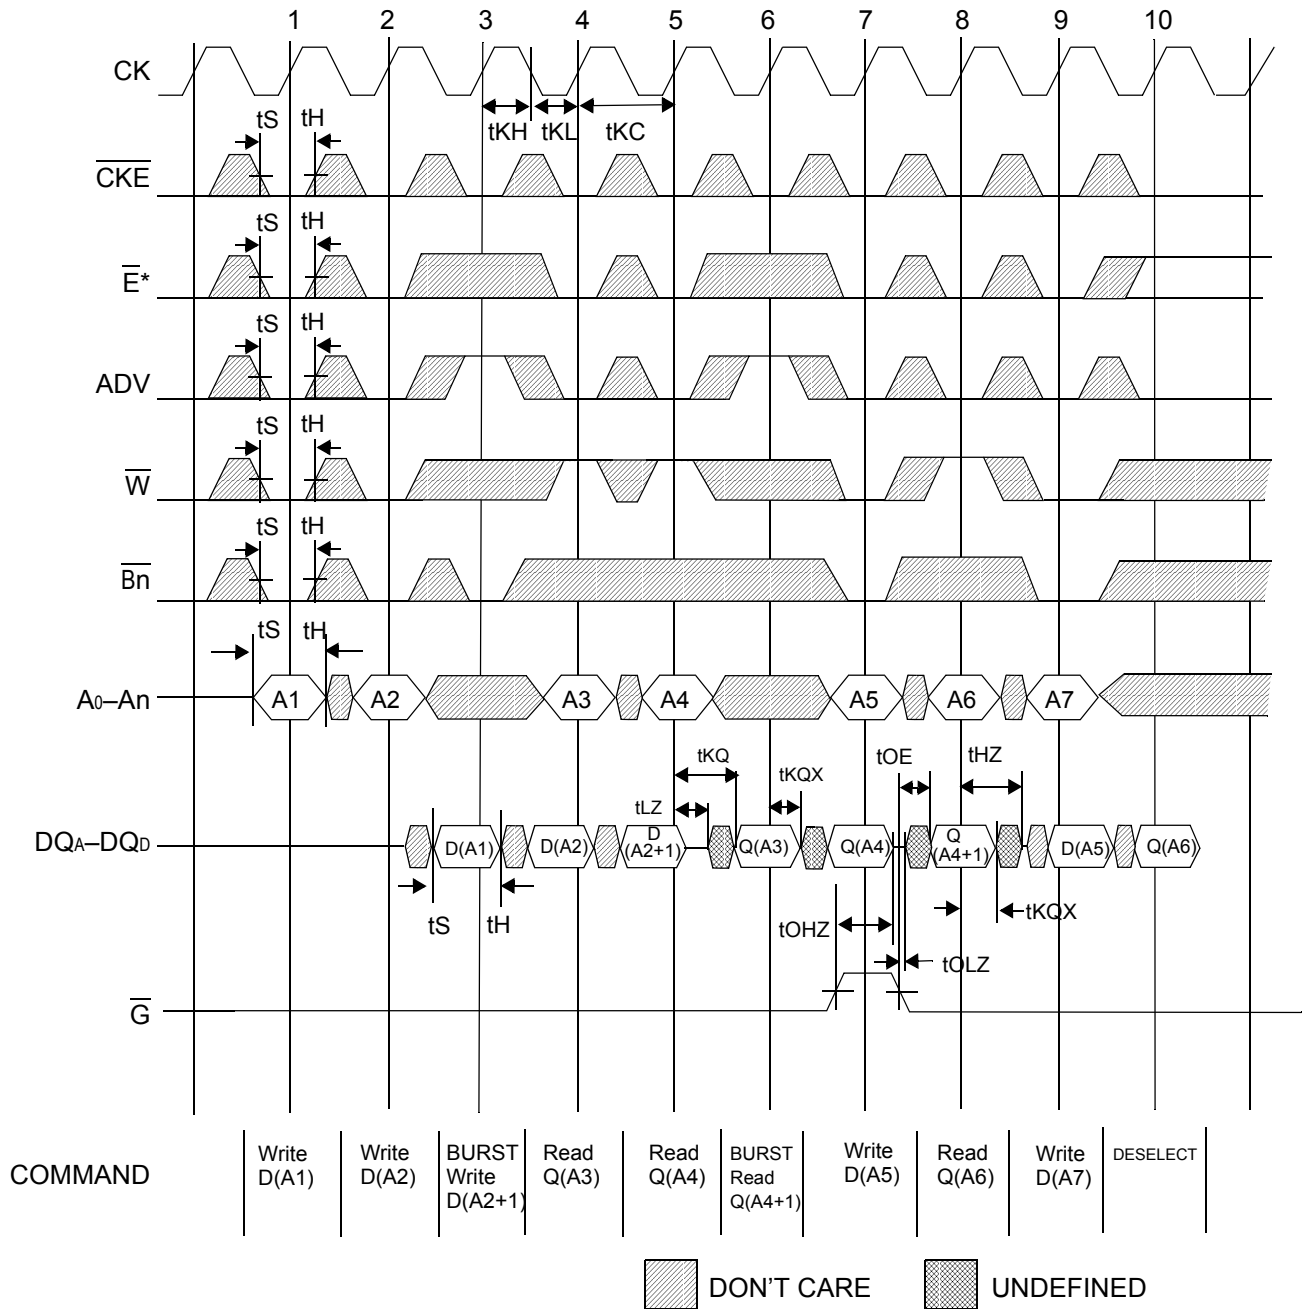 1 2 3 4 5 6 7 8 9 10
CK
tKH tKL tKC
tS tH
CKE
tS tH
E*
tS tH
ADV
tS tH
W
tS tH
Bn
tS tH
A0–An A1 A2 A3 A4 A5 A6 A7
tKQ tKQX tOE tHZ
tLZ
DQA–DQD D(A1) D(A2) D (A2+1) Q(A3) Q(A4) Q (A4+1) D(A5) Q(A6)
tS tH tOHZ tKQX
tOLZ
G
COMMAND
Write
D(A1)
Write
D(A2)
BURST
Write
D(A2+1)
Read
Q(A3)
Read
Q(A4)
BURST
Read
Q(A4+1)
Write
D(A5)
Read
Q(A6)
Write
D(A7)
DESELECT
DON'T CARE
UNDEFINED